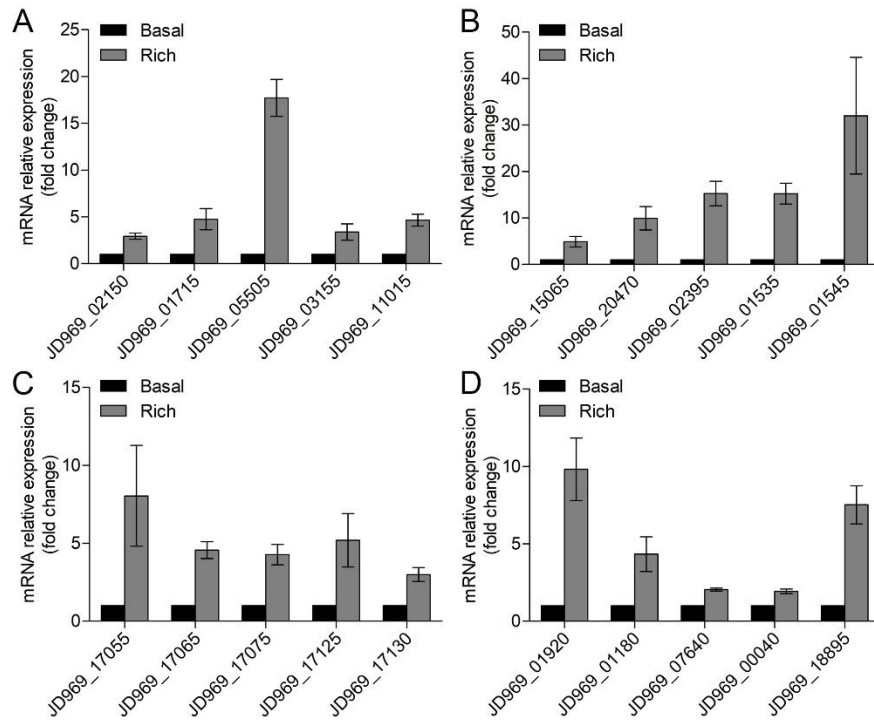 A
Basal
Rich
mRNA relative expression
(fold change)
25
20
15
10
5
0
JD969_02150
JD969_01715
JD969_05505
JD969_03155
JD969_11015
B
Basal
Rich
mRNA relative expression
(fold change)
50
40
30
20
10
0
JD969_15065
JD969_20470
JD969_02395
JD969_01535
JD969_01545
C
Basal
Rich
mRNA relative expression
(fold change)
15
10
5
0
JD969_17055
JD969_17065
JD969_17075
JD969_17125
JD969_17130
D
Basal
Rich
mRNA relative expression
(fold change)
15
10
5
0
JD969_01920
JD969_01180
JD969_07640
JD969_00040
JD969_18895